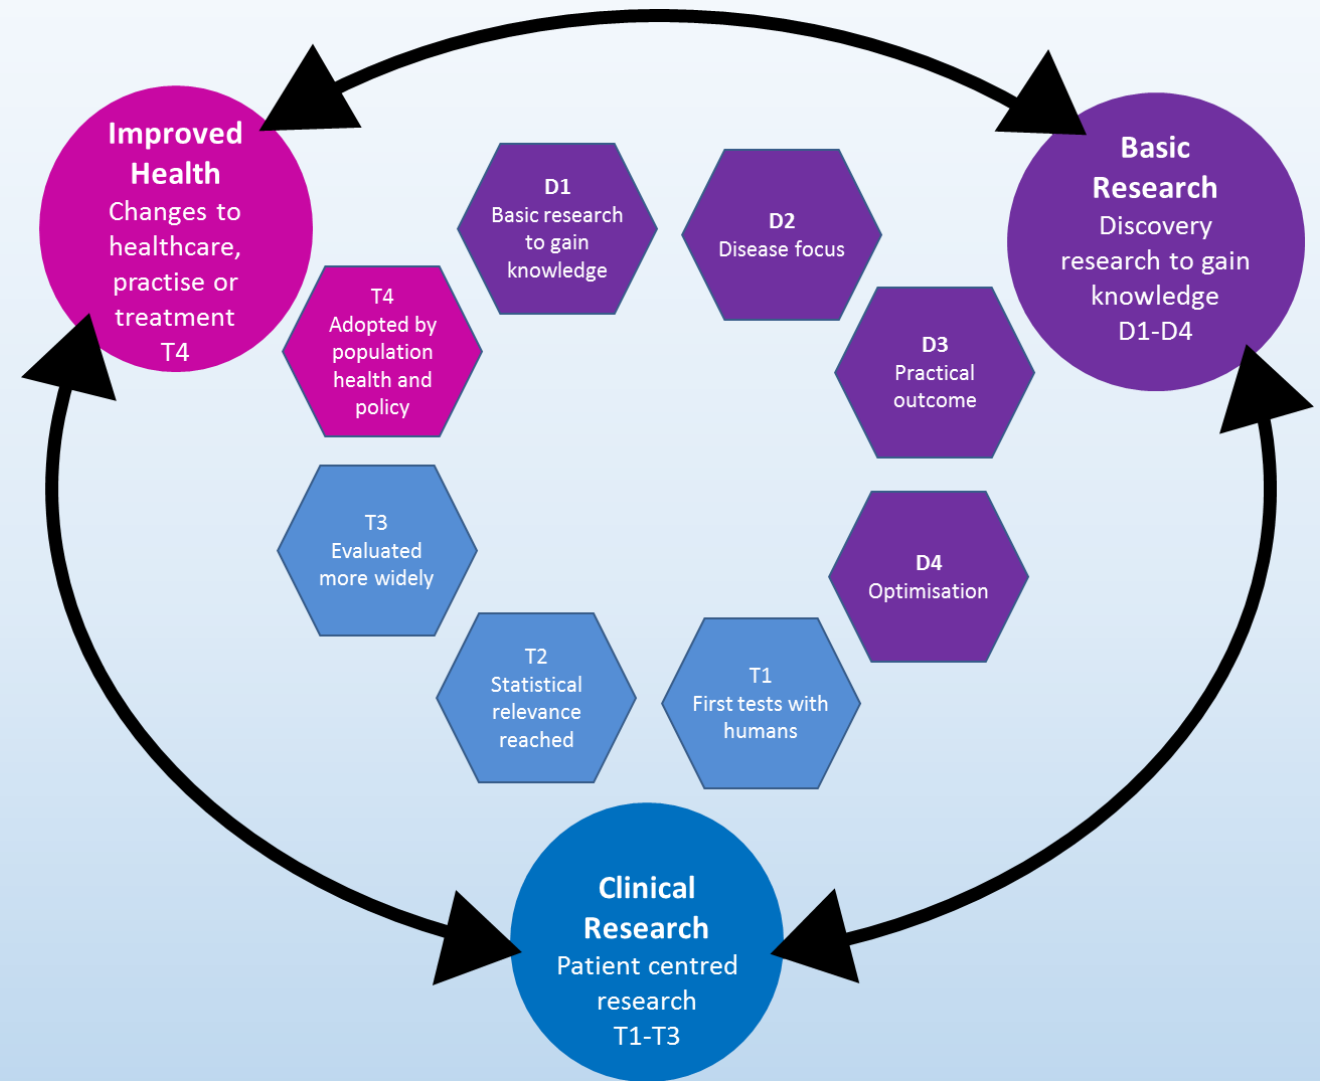 Improved
Health
Changes to
healthcare,
practise or
treatment
T4
Basic
Research
Discovery
research to gain
knowledge
D1-D4
D1
Basic research
to gain
knowledge
D2
Disease focus
D3
Practical
outcome
D4
Optimisation
T1
First tests with
humans
T2
Statistical
relevance
reached
T3
Evaluated
more widely
T4
Adopted by
population
health and
policy
Clinical
Research
Patient centred
research
T1-T3